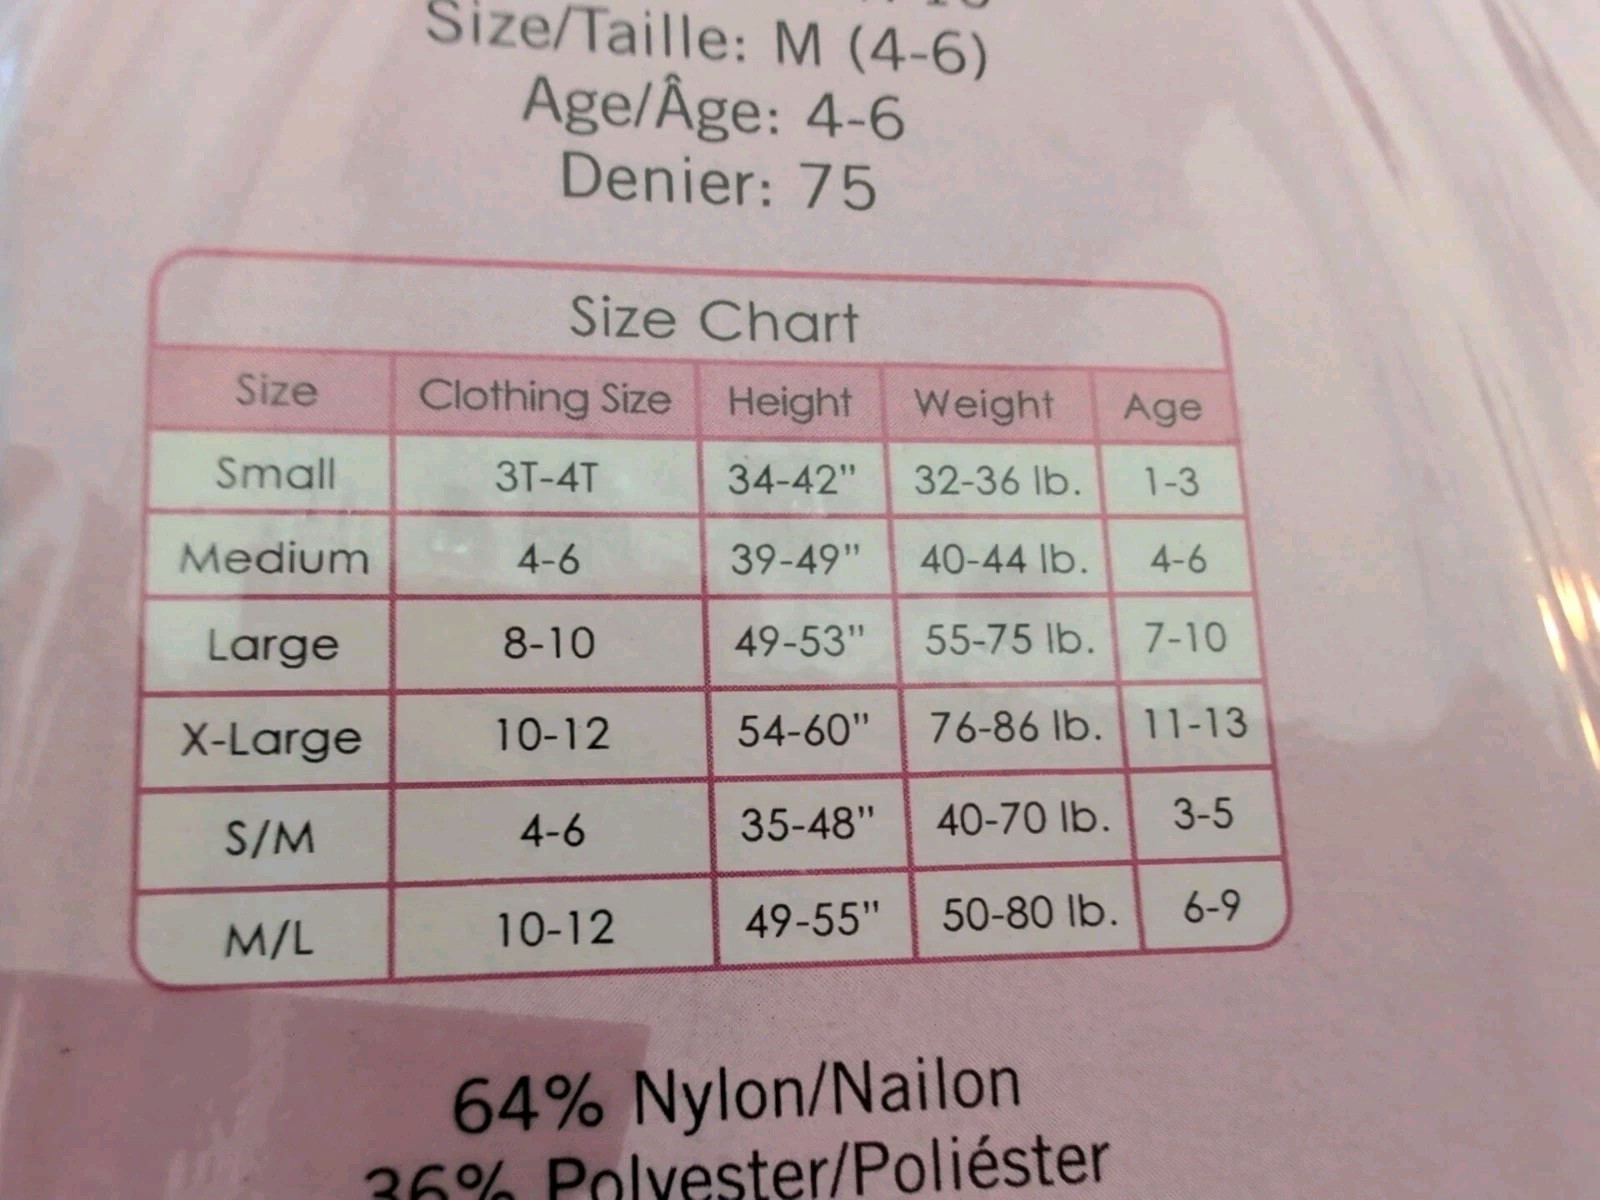 Size/Taille: M (4-6)
Age/Âge: 4-6
Denier: 75
Size Chart
Size Clothing Size Height Weight Age
Small 3T-4T 34-42" 32-36 lb. 1-3
Medium 4-6 39-49" 40-44 lb. 4-6
Large 8-10 49-53" 55-75 lb. 7-10
X-Large 10-12 54-60" 76-86 lb. 11-13
S/M 4-6 35-48" 40-70 lb. 3-5
M/L 10-12 49-55" 50-80 lb. 6-9
64% Nylon/Nailon
36% Polyester/Poliéster